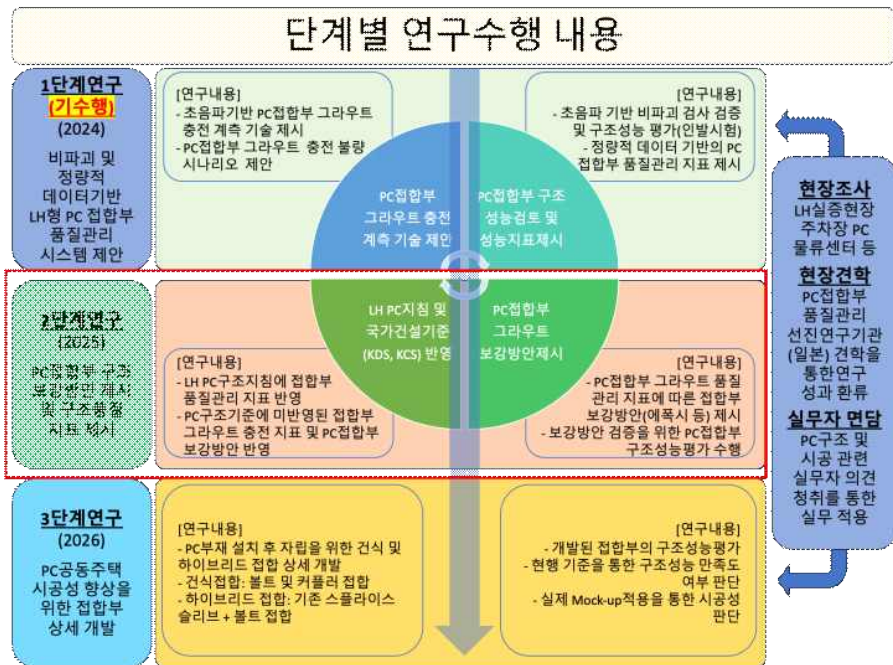 단계별 연구수행 내용
1단계연구
(기수행)
(2024)
비파괴 및
정량적
데이터기반
LH형 PC 접합부
품질관리
시스템 제안
[연구내용]
- 초음파기반 PC접합부 그라우트
충전 계측 기술 제시
- PC접합부 그라우트 충전 불량
시나리오 제안
[연구내용]
- 초음파 기반 비파괴 검사 검증
및 구조성능 평가(인발시험)
- 정량적 데이터 기반의 PC
접합부 품질관리 지표 제시
PC접합부
그라우트 충전
계측 기술 제안
PC접합부 구조
성능검토 및
성능지표제시
2단계연구
(2025)
PC접합부 구조
보강방안 제시
및 구조품질
지표 제시
LH PC지침 및
국가건설기준
(KDS, KCS) 반영
PC접합부
그라우트
보강방안제시
[연구내용]
- LH PC구조지침에 접합부
품질관리 지표 반영
- PC구조기준에 미반영된 접합부
그라우트 충전 지표 및 PC접합부
보강방안 반영
[연구내용]
- PC접합부 그라우트 품질
관리 지표에 따른 접합부
보강방안(에폭시 등) 제시
- 보강방안 검증을 위한 PC접합부
구조성능평가 수행
3단계연구
(2026)
PC공동주택
시공성 향상을
위한 접합부
상세 개발
[연구내용]
- PC부재 설치 후 자립을 위한 건식 및
하이브리드 접합 상세 개발
- 건식접합: 볼트 및 커플러 접합
- 하이브리드 접합: 기존 스플라이스
슬리브 + 볼트 접합
[연구내용]
- 개발된 접합부의 구조성능평가
- 현행 기준을 통한 구조성능 만족도
여부 판단
- 실제 Mock-up적용을 통한 시공성
판단
현장조사
LH실증현장
주차장 PC
물류센터 등
현장견학
PC접합부
품질관리
선진연구기관
(일본) 견학을
통한연구
성과 환류
실무자 면담
PC구조 및
시공 관련
실무자 의견
청취를 통한
실무 적용